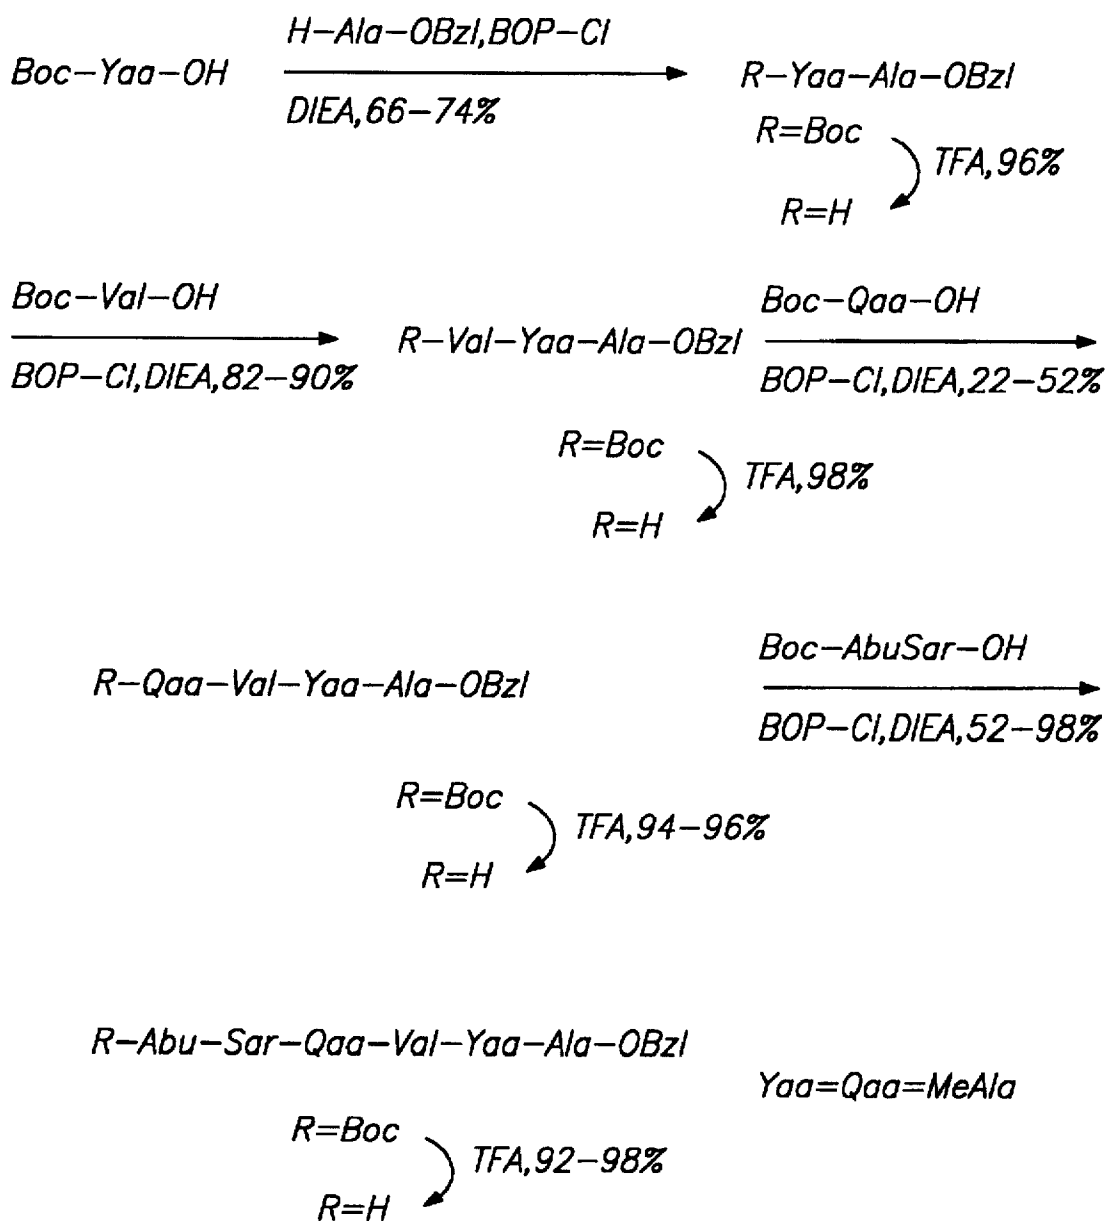 H-Ala-OBzl,BOP-Cl
Boc-Yaa-OH
R-Yaa-Ala-OBzl
DIEA,66-74%
R=Boc
TFA,96%
R=H
Boc-Val-OH
Boc-Qaa-OH
R-Val-Yaa-Ala-OBzl
BOP-Cl,DIEA,82-90%
BOP-Cl,DIEA,22-52%
R=Boc
TFA,98%
R=H
Boc-AbuSar-OH
R-Qaa-Val-Yaa-Ala-OBzl
BOP-Cl,DIEA,52-98%
R=Boc
TFA,94-96%
R=H
R-Abu-Sar-Qaa-Val-Yaa-Ala-OBzl
Yaa=Qaa=MeAla
R=Boc
TFA,92-98%
R=H